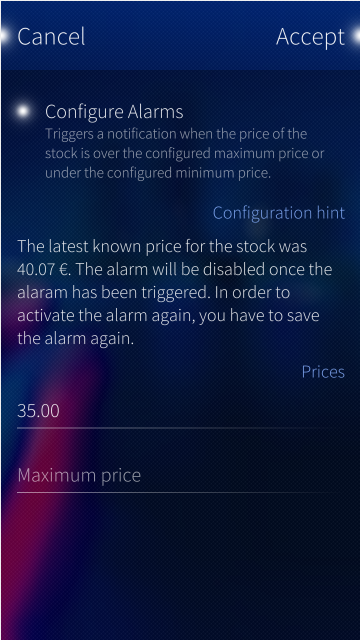 Cancel
Accept
Configure Alarms
Triggers a notification when the price of the
stock is over the configured maximum price or
under the configured minimum price.
Configuration hint
The latest known price for the stock was
40.07 €. The alarm will be disabled once the
alaram has been triggered. In order to
activate the alarm again, you have to save
the alarm again.
Prices
35.00
Maximum price